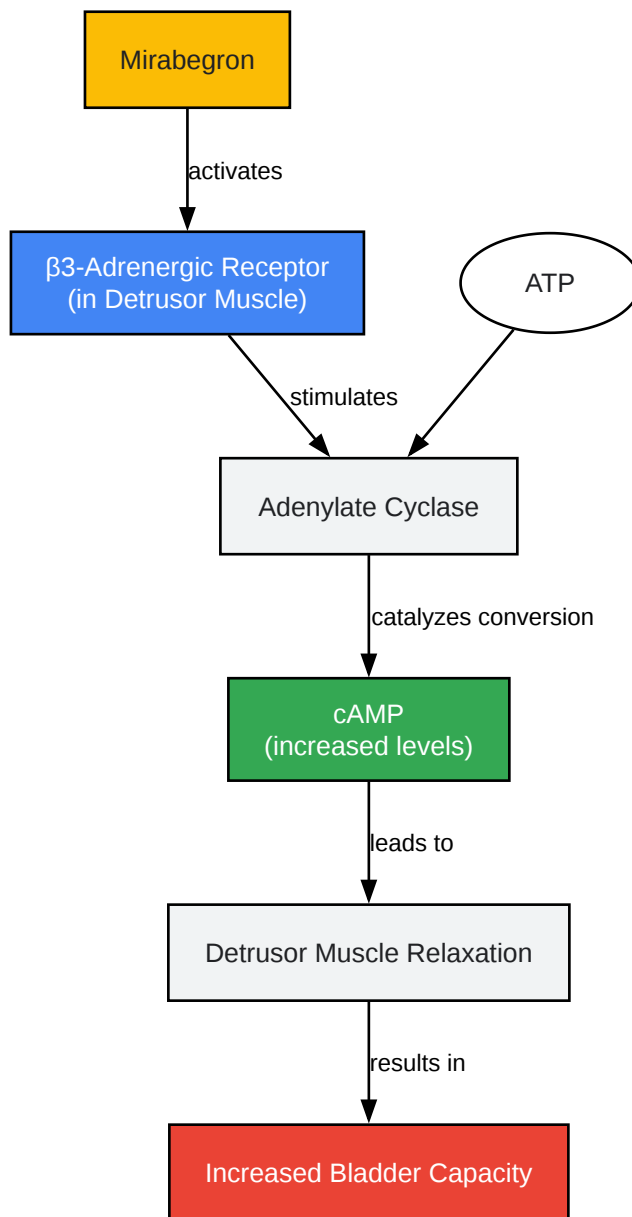 Mirabegron
activates
β3-Adrenergic Receptor
(in Detrusor Muscle)
ATP
stimulates
Adenylate Cyclase
catalyzes conversion
cAMP
(increased levels)
leads to
Detrusor Muscle Relaxation
results in
Increased Bladder Capacity